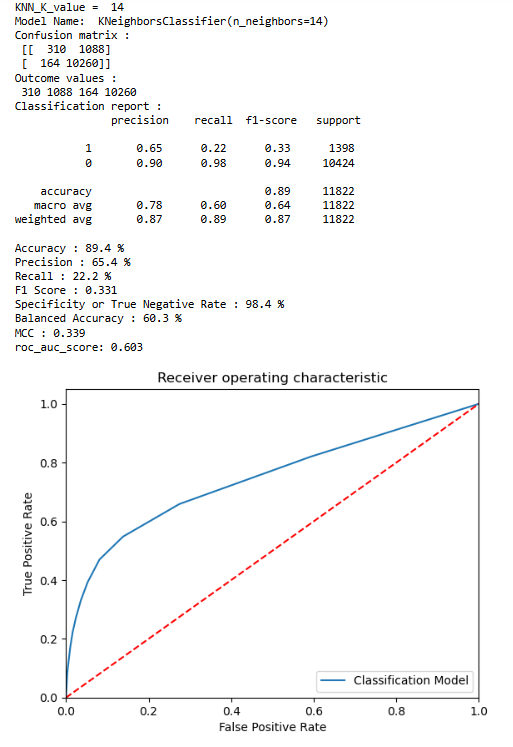 KNN_K_value =  14
Model Name:  KNeighborsClassifier(n_neighbors=14)
Confusion matrix :
[[  310  1088]
[  164 10260]]
Outcome values :
310 1088 164 10260
Classification report :
precision    recall  f1-score   support
1       0.65      0.22      0.33      1398
0       0.90      0.98      0.94     10424
accuracy                           0.89     11822
macro avg       0.78      0.60      0.64     11822
weighted avg       0.87      0.89      0.87     11822
Accuracy : 89.4 %
Precision : 65.4 %
Recall : 22.2 %
F1 Score : 0.331
Specificity or True Negative Rate : 98.4 %
Balanced Accuracy : 60.3 %
MCC : 0.339
roc_auc_score: 0.603
Receiver operating characteristic
1.0
0.8
0.6
0.4
0.2
0.0
True Positive Rate
Classification Model
0.0 0.2 0.4 0.6 0.8 1.0
False Positive Rate